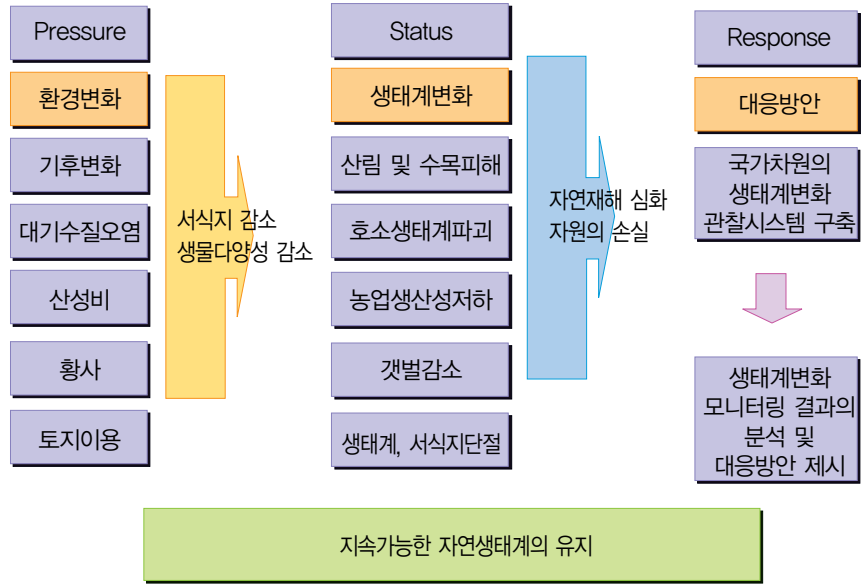 Pressure
환경변화
기후변화
대기수질오염
산성비
황사
토지이용
서식지 감소
생물다양성 감소
Status
생태계변화
산림 및 수목피해
호소생태계파괴
농업생산성저하
갯벌감소
생태계, 서식지단절
자연재해 심화
자원의 손실
Response
대응방안
국가차원의
생태계변화
관찰시스템 구축
생태계변화
모니터링 결과의
분석 및
대응방안 제시
지속가능한 자연생태계의 유지